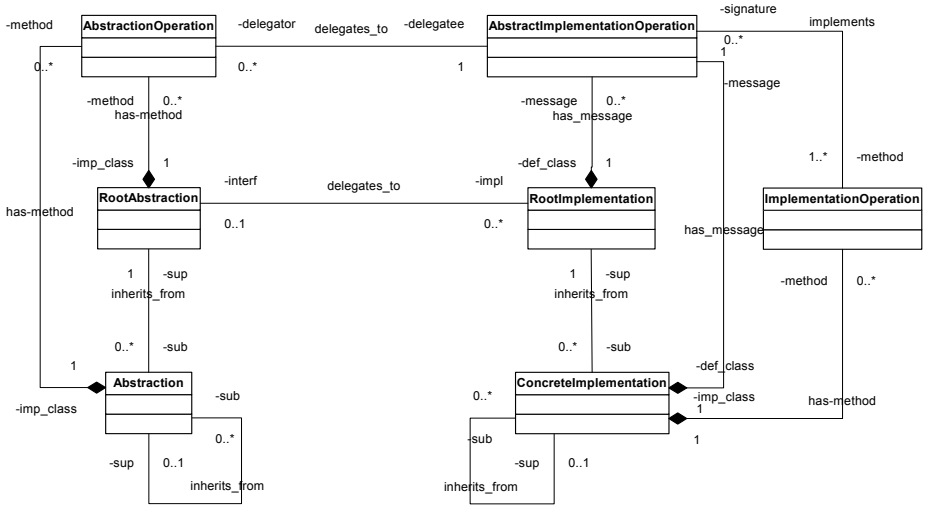 -signature
-method
AbstractionOperation
-delegator
delegates_to
-delegatee
AbstractImplementationOperation
implements
0..*
0..*
1
0..*
1
-message
-method
0..*
has-method
-message
0..*
has_message
-imp_class
1
-def_class
1
1..*
-method
RootAbstraction
-interf
delegates_to
-impl
RootImplementation
ImplementationOperation
has-method
0..1
0..*
has_message
1
-sup
inherits_from
1
-sup
inherits_from
-method
0..*
0..*
-sub
0..*
-sub
1
Abstraction
ConcreteImplementation
-def_class
-imp_class
-sub
0..*
-imp_class
1
has-method
0..*
-sub
1
-sup
0..1
-sup
0..1
inherits_from
inherits_from